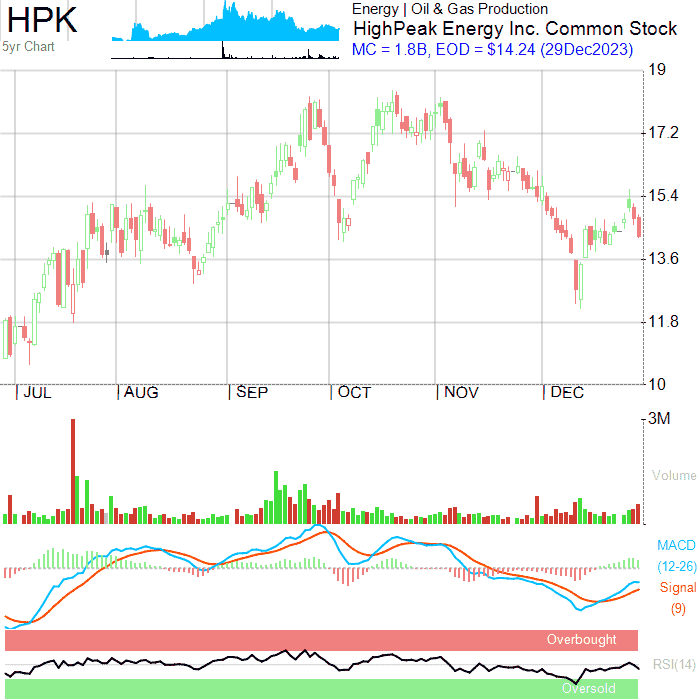 HPK
5yr Chart
Energy | Oil & Gas Production
HighPeak Energy Inc. Common Stock
MC = 1.8B, EOD = $14.24 (29Dec2023)
19
17.2
15.4
13.6
11.8
10
|JUL |AUG |SEP |OCT |NOV |DEC
3M
Volume
MACD
(12-26)
Signal
(9)
Overbought
RSI(14)
Oversold